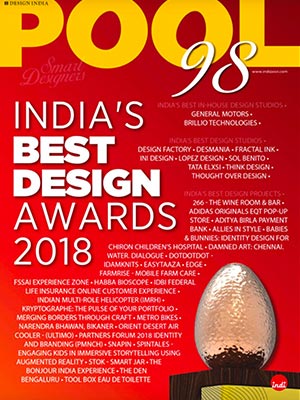 DESIGN INDIA
POOL
Smart
Designers
98
www.indiapool.com
INDIA'S
BEST
DESIGN
AWARDS
2018
INDIA'S BEST IN-HOUSE DESIGN STUDIOS •
GENERAL MOTORS •
BRILLIO TECHNOLOGIES •
INDIA'S BEST DESIGN STUDIOS •
DESIGN FACTORY • DESMANIA • FRACTAL INK •
INI DESIGN • LOPEZ DESIGN • SOL BENITO •
TATA ELXSI • THINK DESIGN •
THOUGHT OVER DESIGN •
INDIA'S BEST DESIGN PROJECTS •
266 - THE WINE ROOM & BAR •
ADIDAS ORIGINALS EQT POP-UP
STORE • ADITYA BIRLA PAYMENT
BANK • ALLIES IN STYLE • BABIES
& BUNNIES: IDENTITY DESIGN FOR
CHIRON CHILDREN'S HOSPITAL • DAMNED ART: CHENNAI
WATER. DIALOGUE • DOTDOTDOT •
IDAMKNITS • EASYTAAZA • EDGE •
FARMRISE - MOBILE FARM CARE •
FSSAI EXPERIENCE ZONE • HABBA BIOSCOPE • IDBI FEDERAL
LIFE INSURANCE ONLINE CUSTOMER EXPERIENCE •
INDIAN MULTI-ROLE HELICOPTER (IMRH) •
KRYPTOGRAPHE: THE PULSE OF YOUR PORTFOLIO •
MERGING BORDERS THROUGH CRAFT • METRO BIKES •
NARENDRA BHAWAN, BIKANER • ORIENT DESERT AIR
COOLER - (ULTIMO) • PARTNERS FORUM 2018 IDENTITY
AND BRANDING (PMNCH) • SNAPIN • SPINTALES -
ENGAGING KIDS IN IMMERSIVE STORYTELLING USING
AUGMENTED REALITY • STOK • SMART JAR • THE
BONJOUR INDIA EXPERIENCE • THE DEN
BENGALURU • TOOL BOX EAU DE TOILETTE
indi